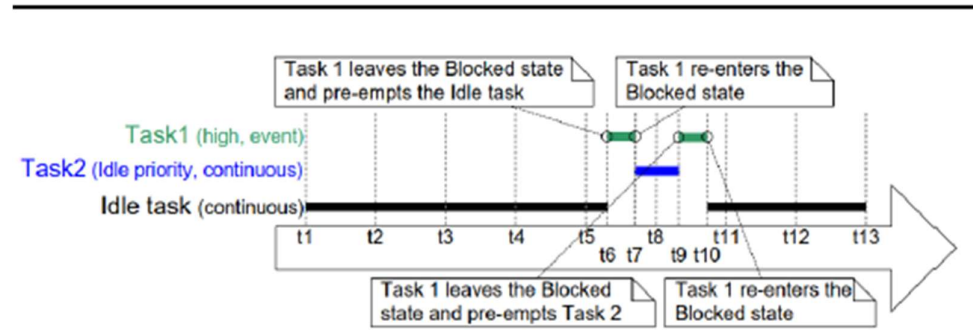 Task 1 leaves the Blocked state
and pre-empts the Idle task
Task 1 re-enters the
Blocked state
Task1 (high, event)
Task2 (Idle priority, continuous)
Idle task (continuous)
t1 t2 t3 t4 t5 t8 t11 t12 t13
t6 t7 t9 t10
Task 1 leaves the Blocked
state and pre-empts Task 2
Task 1 re-enters the
Blocked state